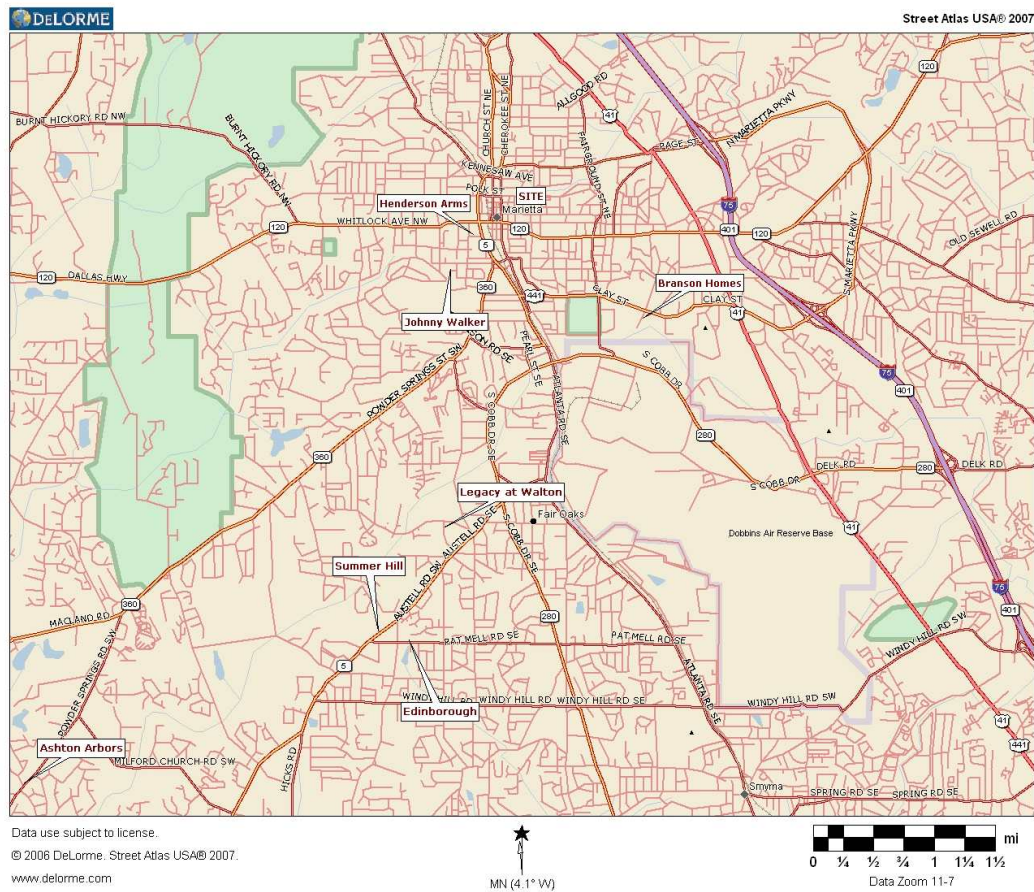 DELORME
Street Atlas USA® 2007
120
ALLGOOD RD
41
BURNT HICKORY RD NW
BURNT HICKORY RD NW
CHURCH ST NE
CHEROKEE ST NE
FAIRGROUND ST NE
PAGE ST
N MARIETTA PKWY
KENNESAW AVE
POLK ST
SITE
Henderson Arms
Marietta
75
WHITLOCK AVE NW
120
120
401
120
OLD SEWELL RD
5
DALLAS HWY
120
S MARIETTA PKWY
360
441
CLAY ST
Branson Homes
CLAY ST
41
Johnny Walker
PEARL ST SE
POWDER SPRINGS ST SW
ATLANTA RD SE
S COBB DR
75
401
S COBB DR SE
280
360
S COBB DR
DELK RD
280
DELK RD
Legacy at Walton
Fair Oaks
41
Dobbins Air Reserve Base
AUSTELL RD SE
S COBB DR SE
Summer Hill
AUSTELL RD SW
75
401
360
MACLAND RD
280
PAT MELL RD SE
PAT MELL RD SE
WINDY HILL RD SW
5
POWDER SPRINGS RD SW
ATLANTA RD SE
WINDY HILL RD
WINDY HILL RD
WINDY HILL RD SE
WINDY HILL RD SW
Edinborough
41
441
Ashton Arbors
MILFORD CHURCH RD SW
HICKS RD
Smyrna
SPRING RD SE
SPRING RD SE
Data use subject to license.
© 2006 DeLorme. Street Atlas USA® 2007.
www.delorme.com
MN (4.1° W)
mi
0 ¼ ½ ¾ 1 1¼ 1½
Data Zoom 11-7